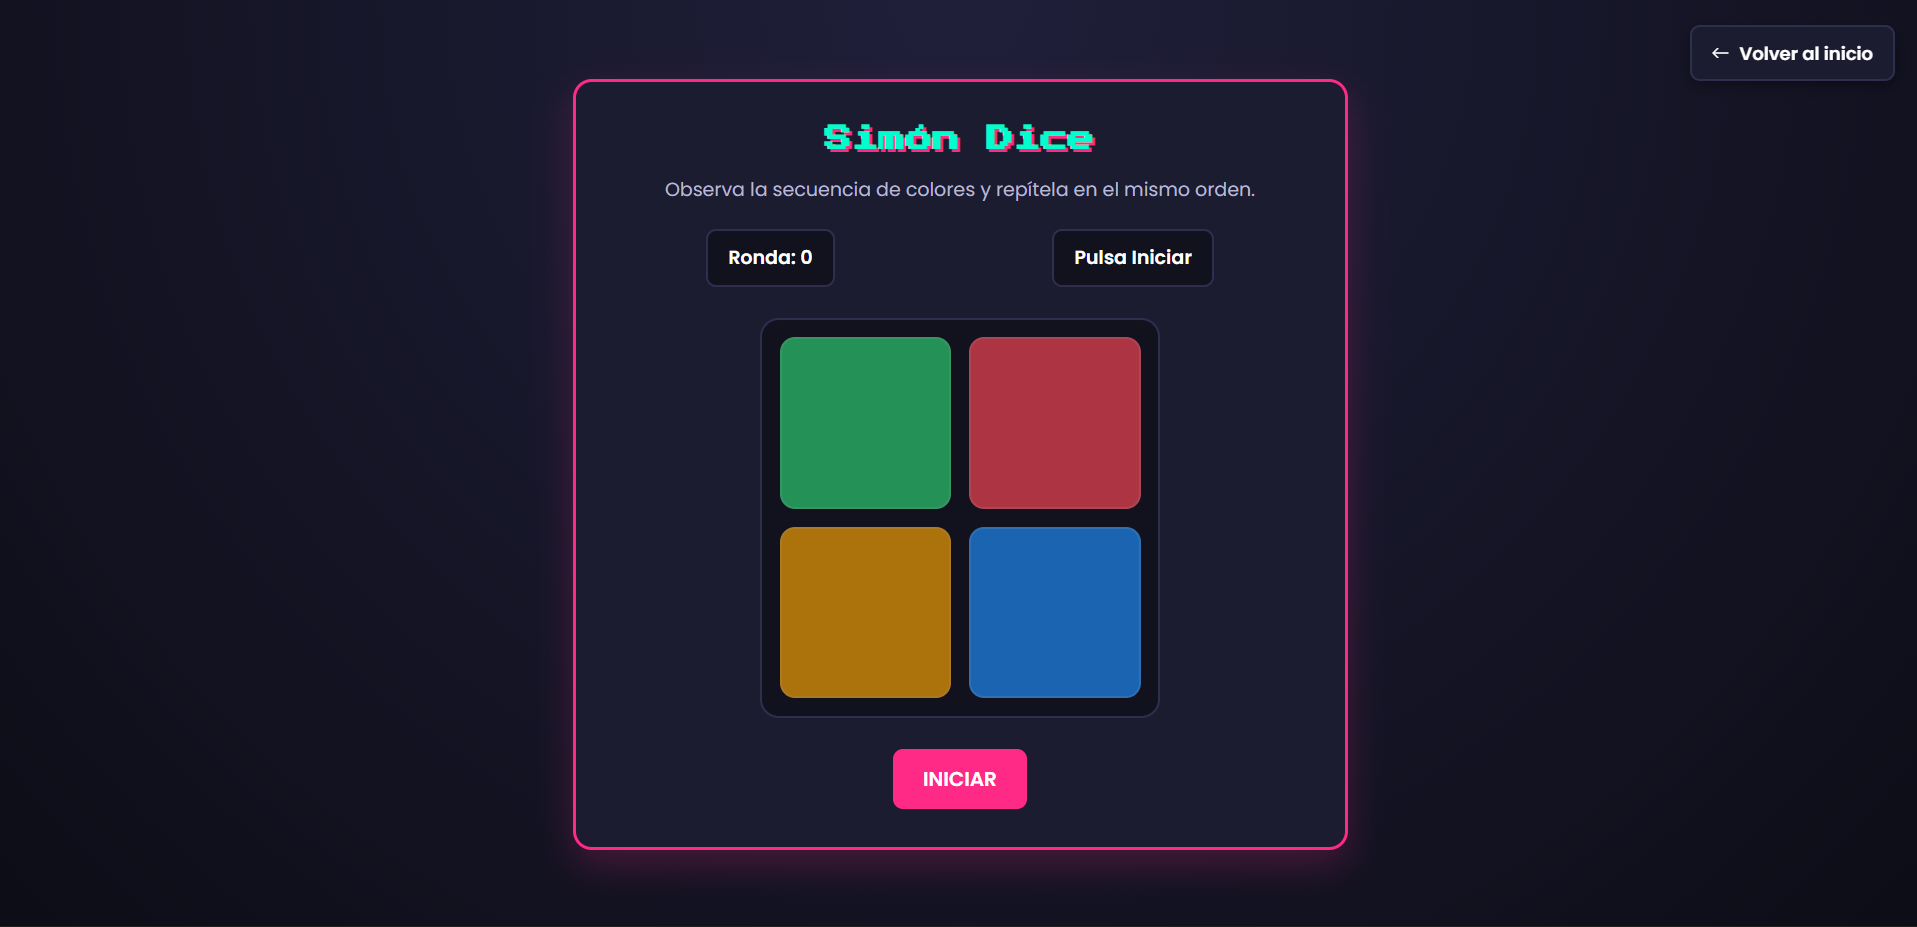 ← Volver al inicio
Simón Dice
Observa la secuencia de colores y repítela en el mismo orden.
Ronda: 0
Pulsa Iniciar
INICIAR